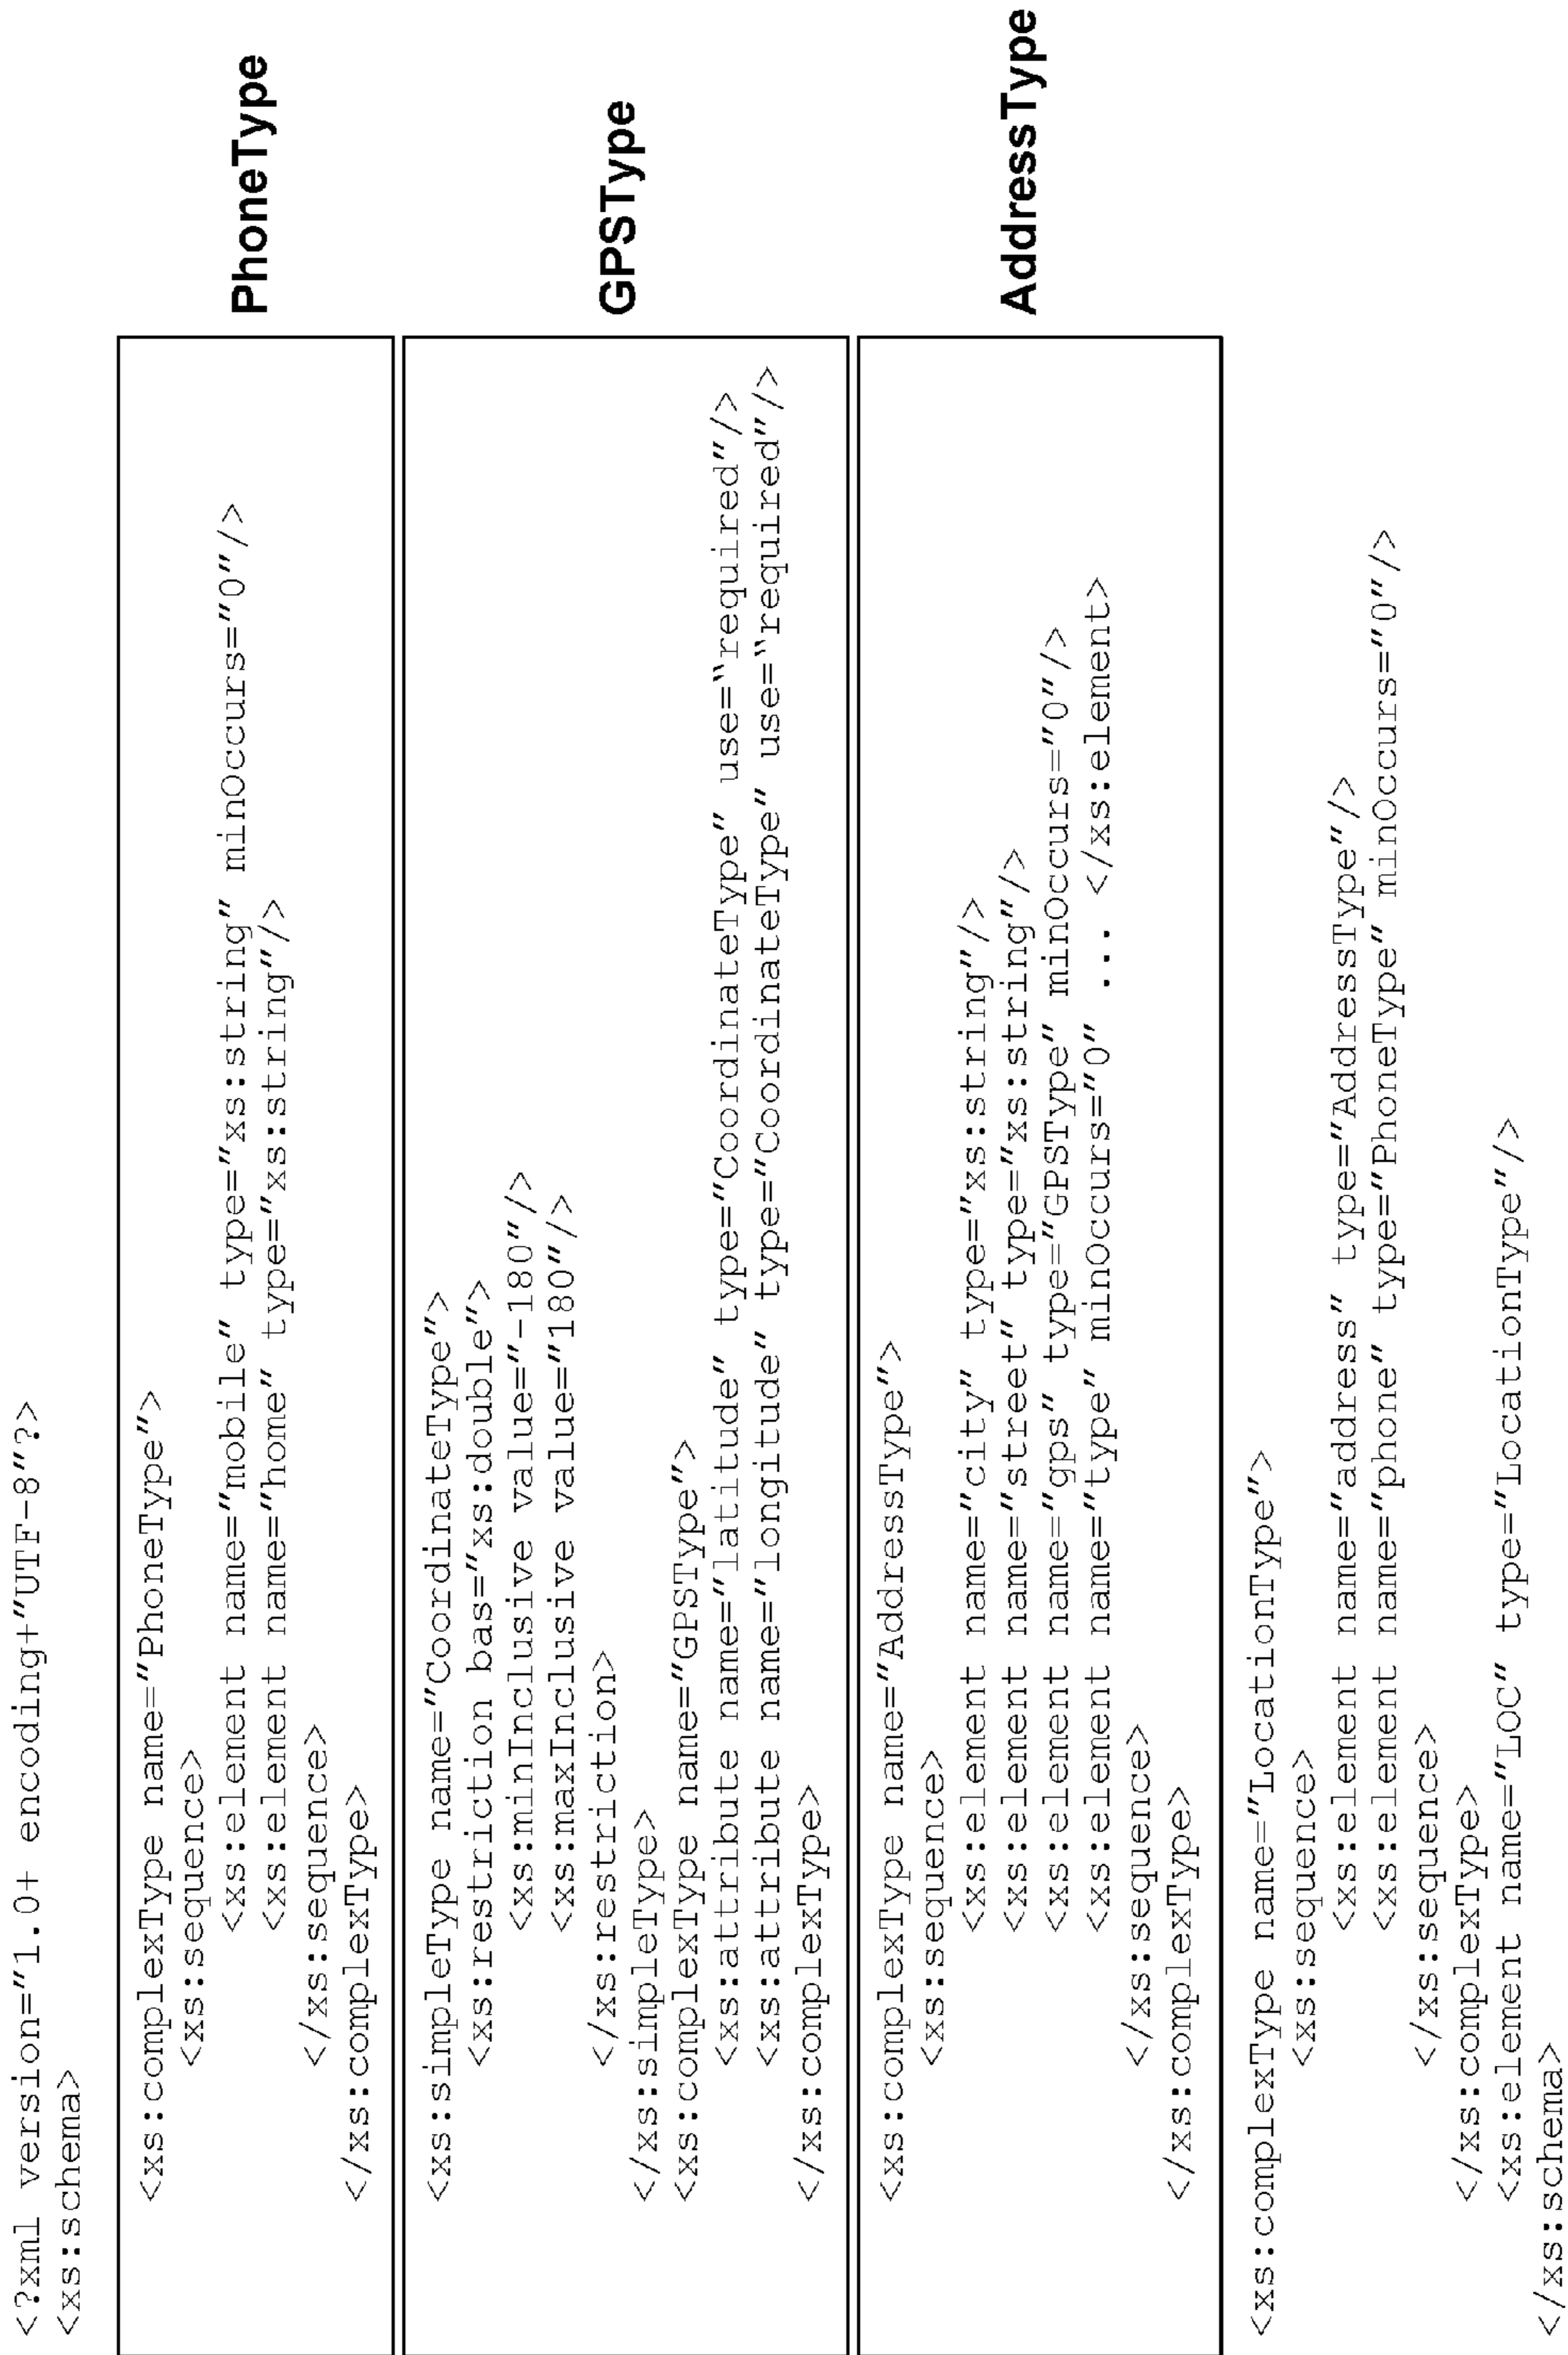 <?xml version="1.0+ encoding+"UTF-8"?>
<xs:schema>
<xs:complexType name="PhoneType">
<xs:sequence>
<xs:element name="mobile" type="xs:string" minOccurs="0"/>
<xs:element name="home" type="xs:string"/>
</xs:sequence>
</xs:complexType>
PhoneType
<xs:simpleType name="CoordinateType">
<xs:restriction bas="xs:double">
<xs:minInclusive value="-180"/>
<xs:maxInclusive value="180"/>
</xs:restriction>
</xs:simpleType>
<xs:complexType name="GPSType">
<xs:attribute name="latitude" type="CoordinateType" use="required"/>
<xs:attribute name="longitude" type="CoordinateType" use="required"/>
</xs:complexType>
GPSType
<xs:complexType name="AddressType">
<xs:sequence>
<xs:element name="city" type="xs:string"/>
<xs:element name="street" type="xs:string"/>
<xs:element name="gps" type="GPSType" minOccurs="0"/>
<xs:element name="type" minOccurs="0" ... </xs:element>
</xs:sequence>
</xs:complexType>
AddressType
<xs:complexType name="LocationType">
<xs:sequence>
<xs:element name="address" type="AddressType"/>
<xs:element name="phone" type="PhoneType" minOccurs="0"/>
</xs:sequence>
</xs:complexType>
<xs:element name="LOC" type="LocationType"/>
</xs:schema>